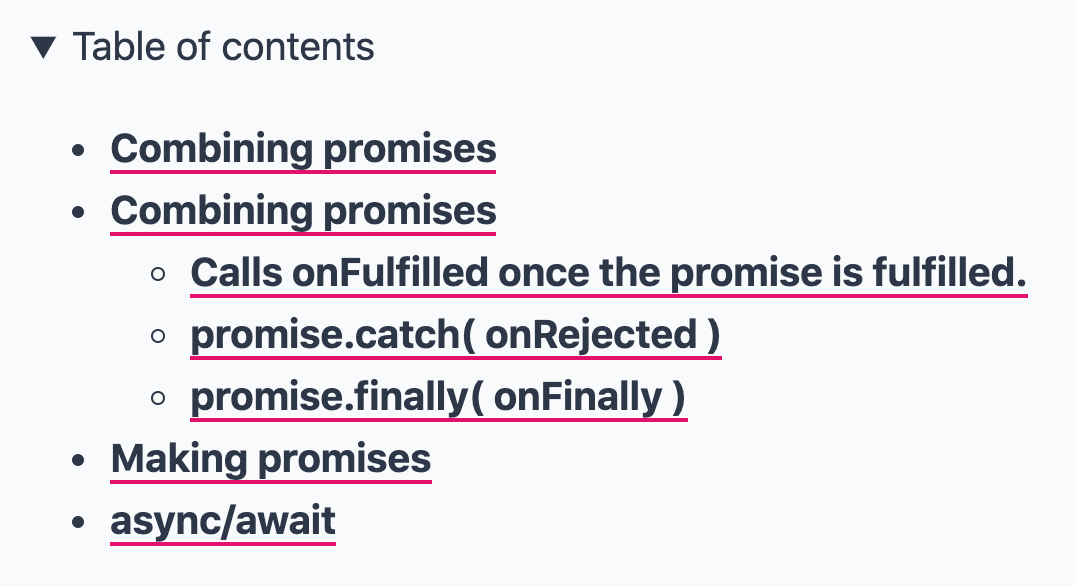 Table of contents
Combining promises
Combining promises
Calls onFulfilled once the promise is fulfilled.
promise.catch( onRejected )
promise.finally( onFinally )
Making promises
async/await